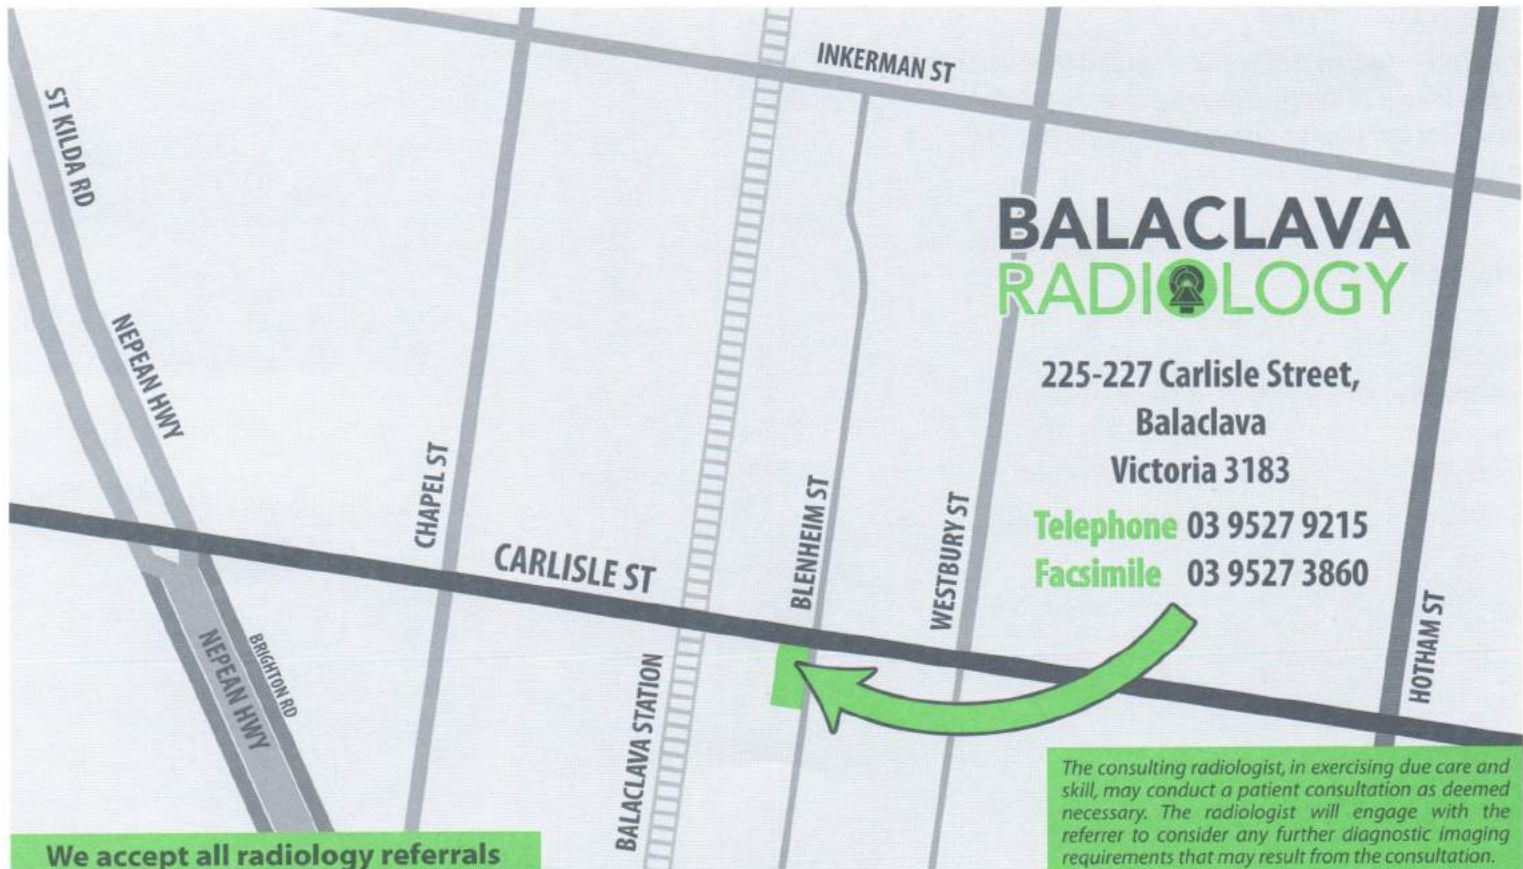 INKERMAN ST
ST KILDA RD
BALACLAVA
RADIOLOGY
NEPEAN HWY
225-227 Carlisle Street,
Balaclava
Victoria 3183
CHAPEL ST
Telephone 03 9527 9215
Facsimile 03 9527 3860
CARLISLE ST
BLENHEIM ST
WESTBURY ST
HOTHAM ST
NEPEAN HWY
BRIGHTON RD
BALACLAVA STATION
The consulting radiologist, in exercising due care and
skill, may conduct a patient consultation as deemed
necessary. The radiologist will engage with the
referrer to consider any further diagnostic imaging
requirements that may result from the consultation.
We accept all radiology referrals